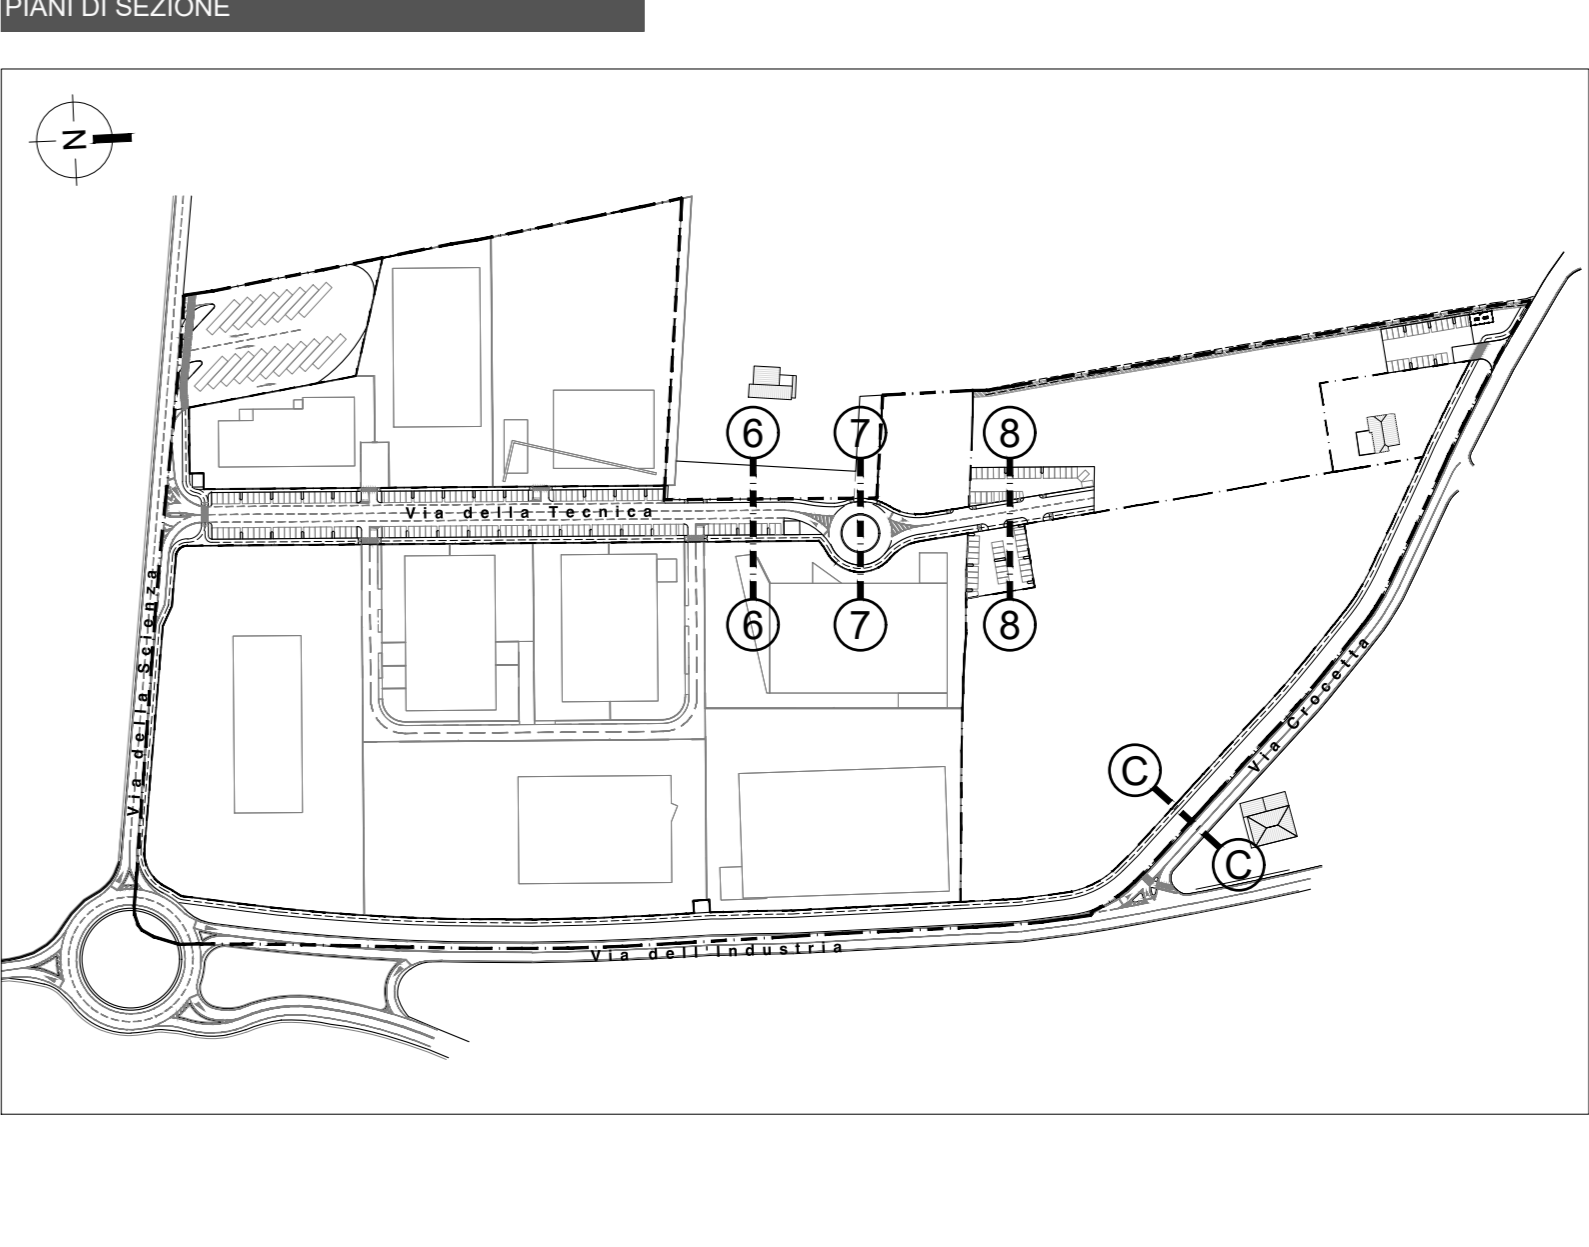 PIANI DI SEZIONE
N
6
7
8
Via della Tecnica
6
7
8
Via della Scienza
Via Crocetta
C
C
Via dell'Industria